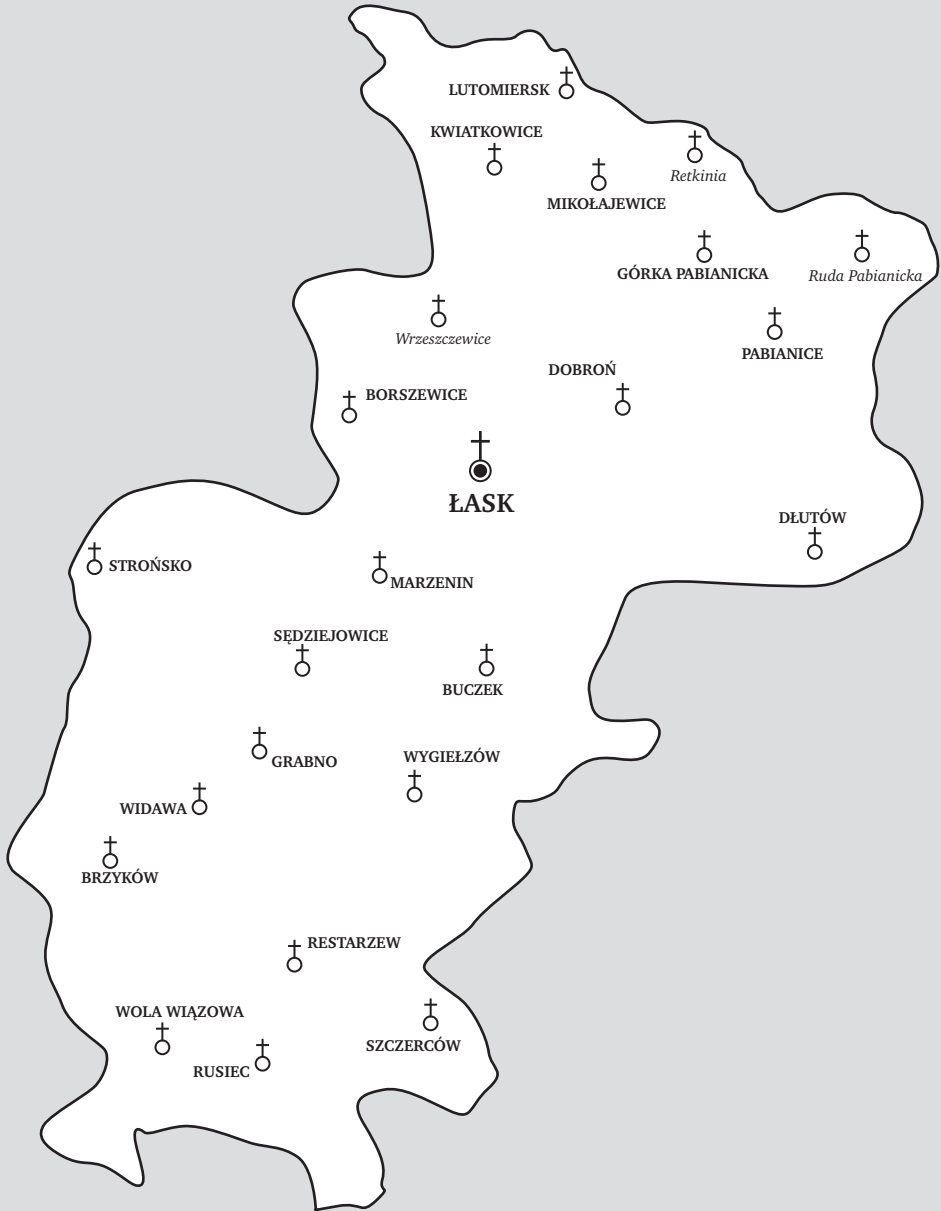 LUTOMIERSK
KWIATKOWICE
Retkinia
MIKOŁAJEWICE
GÓRKA PABIANICKA
Ruda Pabianicka
Wrzeszczewice
PABIANICE
DOBROŃ
BORSZEWICE
ŁASK
DŁUTÓW
STROŃSKO
MARZENIN
SĘDZIEJOWICE
BUCZEK
WYGIEŁZÓW
GRABNO
WIDAWA
BRZYKÓW
RESTARZEW
WOLA WIĄZOWA
SZCZERCÓW
RUSIEC